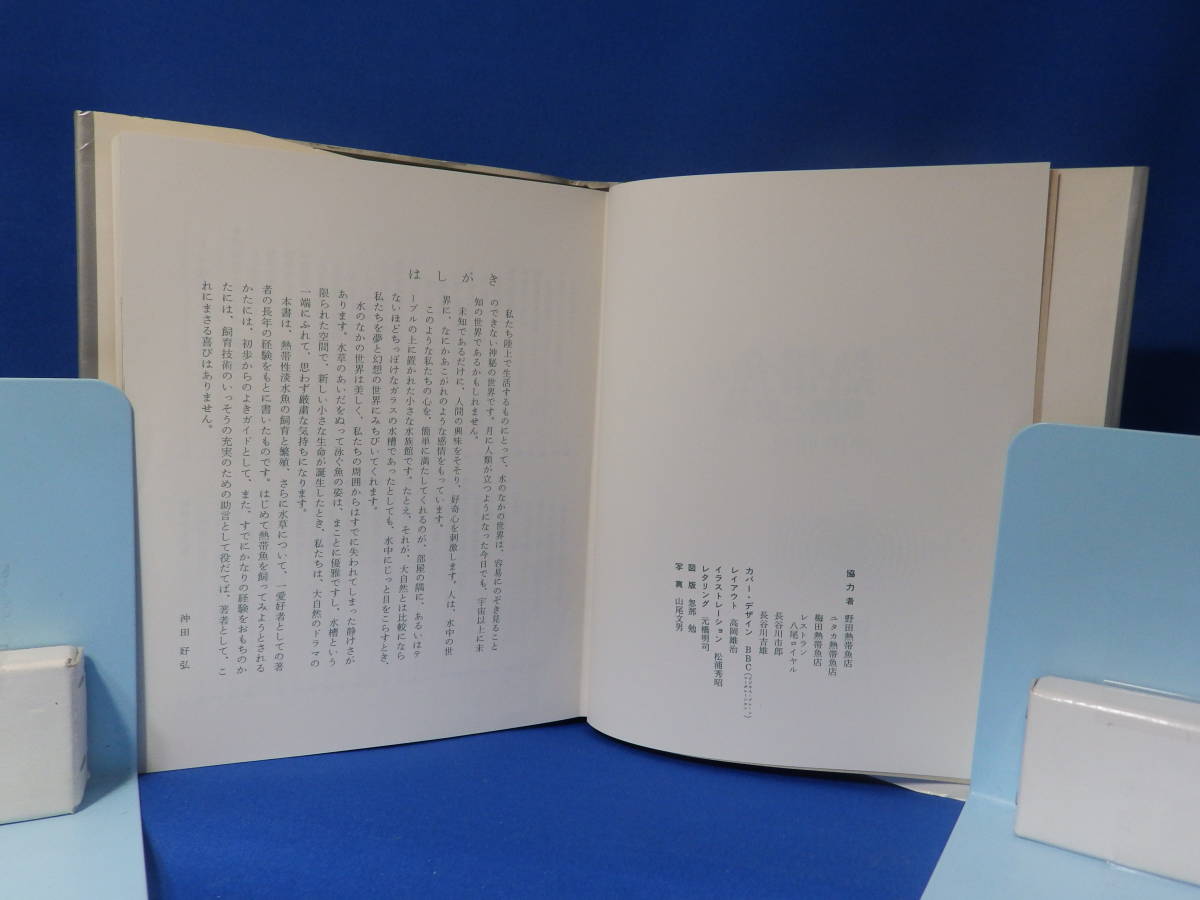 協力者 野田熱帯魚店
ユタカ熱帯魚店
梅田熱帯魚店
レストラン
八尾ロイヤル
長谷川市郎
長谷川吉雄
カバー・デザイン BBC
レイアウト 高岡雄治
イラストレーション 松浦秀昭
レタリング 元橋明司
図版 忽那 勉
写真 山尾文男
はしがき
私たち陸上で生活するものにとって、水のなかの世界は、容易にのぞき見ること
のできない神秘の世界です。月に人類が立つようになった今日でも、宇宙以上に未
知の世界であるかもしれません。
未知であるだけに、人間の興味をそそり、好奇心を刺激します。人は、水中の世
界に、なにかあこがれのような感情をもっています。
このような私たちの心を、簡単に満たしてくれるのが、部屋の隅に、あるいはテ
ーブルの上に置かれた小さな水族館です。たとえ、それが、大自然とは比較になら
ないほどちっぽけなガラスの水槽であったとしても、水中にじっと目をこらすとき、
私たちを夢と幻想の世界にみちびいてくれます。
水のなかの世界は美しく、私たちの周囲からはすでに失われてしまった静けさが
あります。水草のあいだをぬって泳ぐ魚の姿は、まことに優雅ですし、水槽という
限られた空間で、新しい小さな生命が誕生したとき、私たちは、大自然のドラマの
一端にふれて、思わず厳粛な気持ちになります。
本書は、熱帯性淡水魚の飼育と繁殖、さらに水草について、一愛好者としての著
者の長年の経験をもとに書いたものです。はじめて熱帯魚を飼ってみようとされる
かたには、初歩からのよきガイドとして、また、すでにかなりの経験をおもちのか
たには、飼育技術のいっそうの充実のための助言として役だてば、著者として、こ
れにまさる喜びはありません。
沖田 好弘